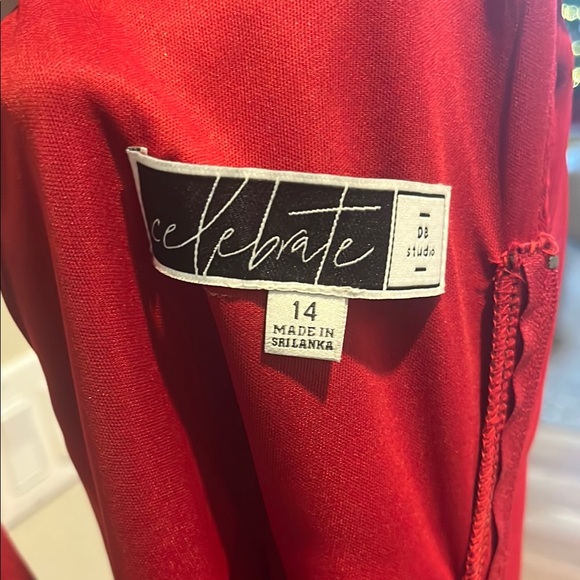 celebrate
DB
studio
14
MADE IN
SRI LANKA